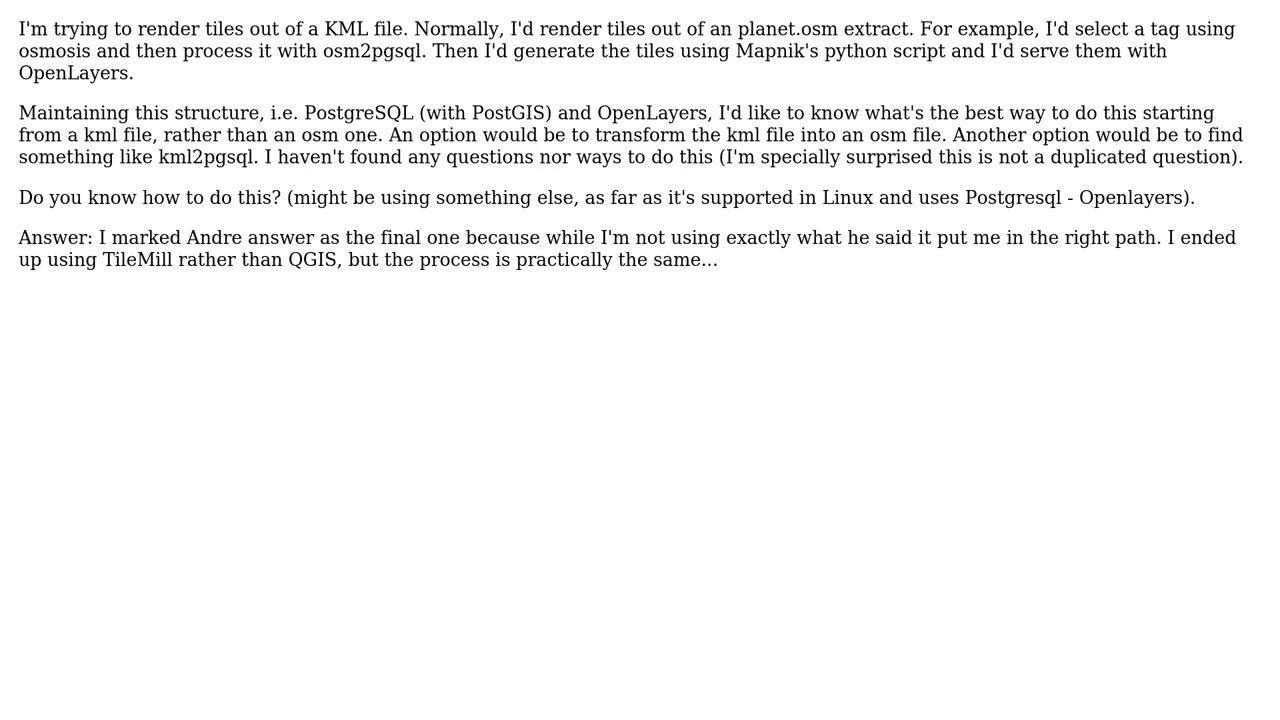 I'm trying to render tiles out of a KML file. Normally, I'd render tiles out of an planet.osm extract. For example, I'd select a tag using
osmosis and then process it with osm2pgsql. Then I'd generate the tiles using Mapnik's python script and I'd serve them with
OpenLayers.
Maintaining this structure, i.e. PostgreSQL (with PostGIS) and OpenLayers, I'd like to know what's the best way to do this starting
from a kml file, rather than an osm one. An option would be to transform the kml file into an osm file. Another option would be to find
something like kml2pgsql. I haven't found any questions nor ways to do this (I'm specially surprised this is not a duplicated question).
Do you know how to do this? (might be using something else, as far as it's supported in Linux and uses Postgresql - Openlayers).
Answer: I marked Andre answer as the final one because while I'm not using exactly what he said it put me in the right path. I ended
up using TileMill rather than QGIS, but the process is practically the same...